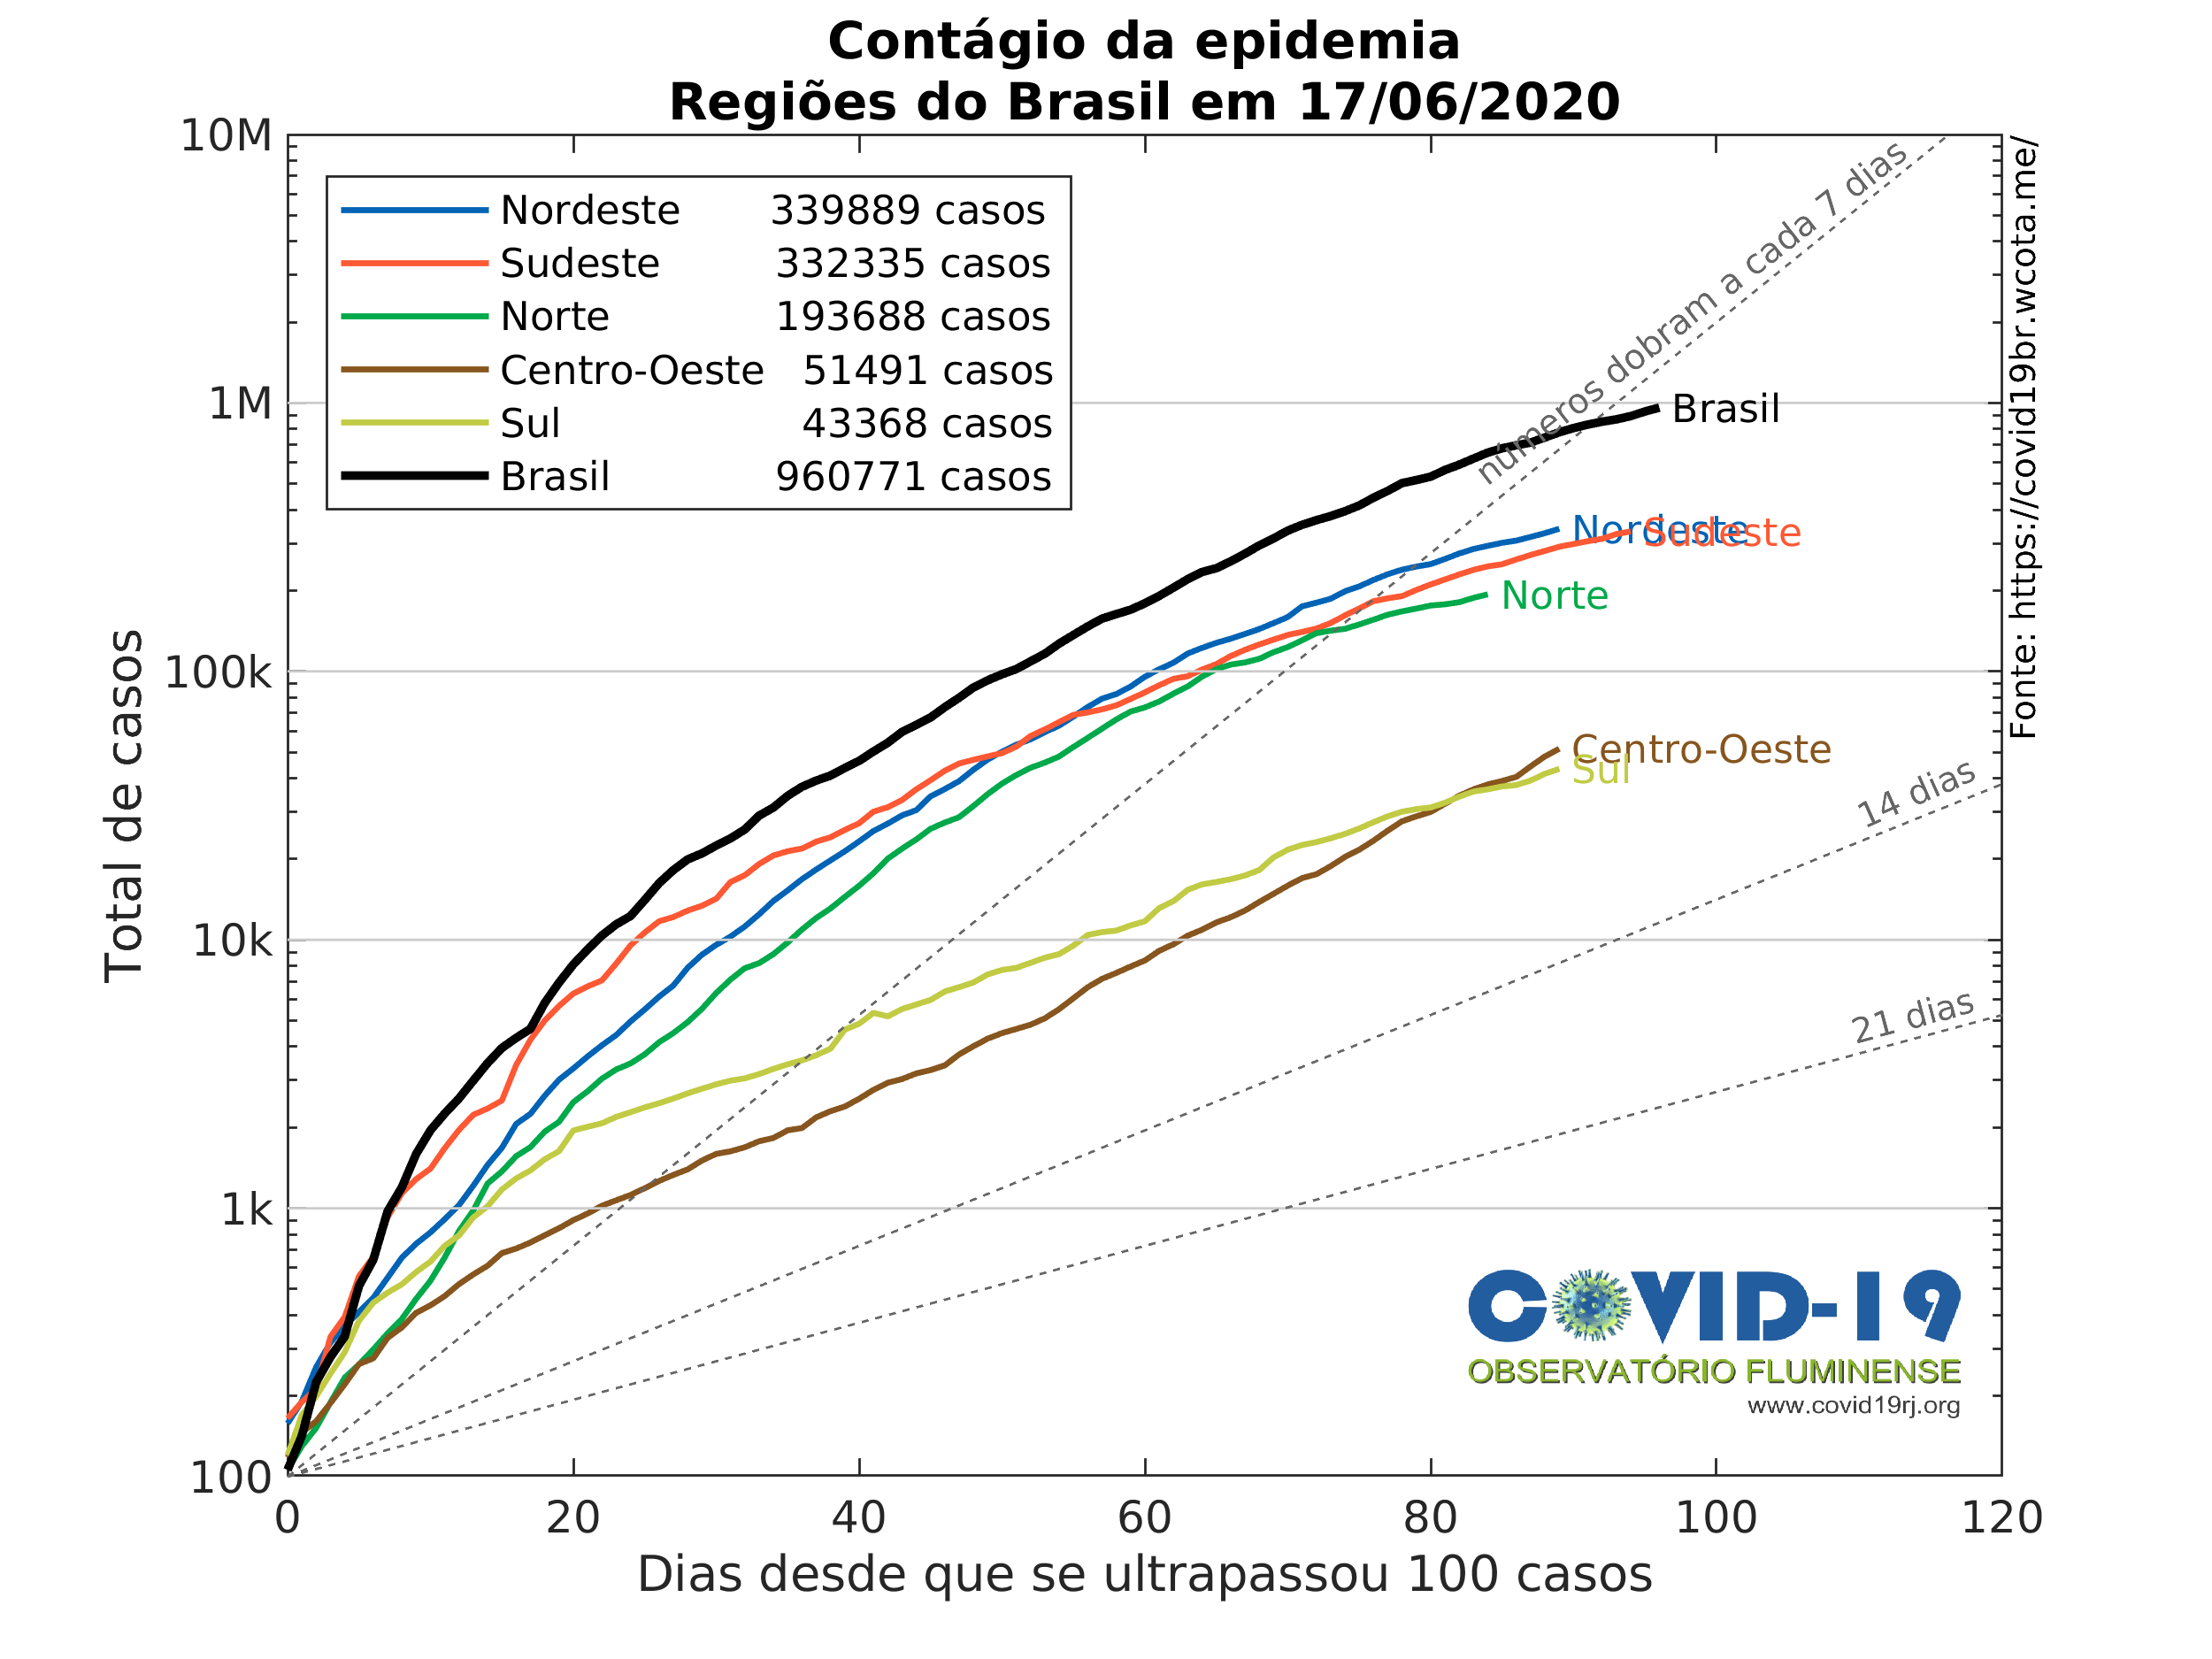 Contágio da epidemia
Regiões do Brasil em 17/06/2020
10M
1M
100k
10k
1k
100
Total de casos
Nordeste 339889 casos
Sudeste 332335 casos
Norte 193688 casos
Centro-Oeste 51491 casos
Sul 43368 casos
Brasil 960771 casos
números dobram a cada 7 dias
Brasil
Nordeste
Sudeste
Norte
Centro-Oeste
Sul
14 dias
21 dias
Fonte: https://covid19br.wcota.me/
COVID-19
OBSERVATÓRIO FLUMINENSE
www.covid19rj.org
0 20 40 60 80 100 120
Dias desde que se ultrapassou 100 casos